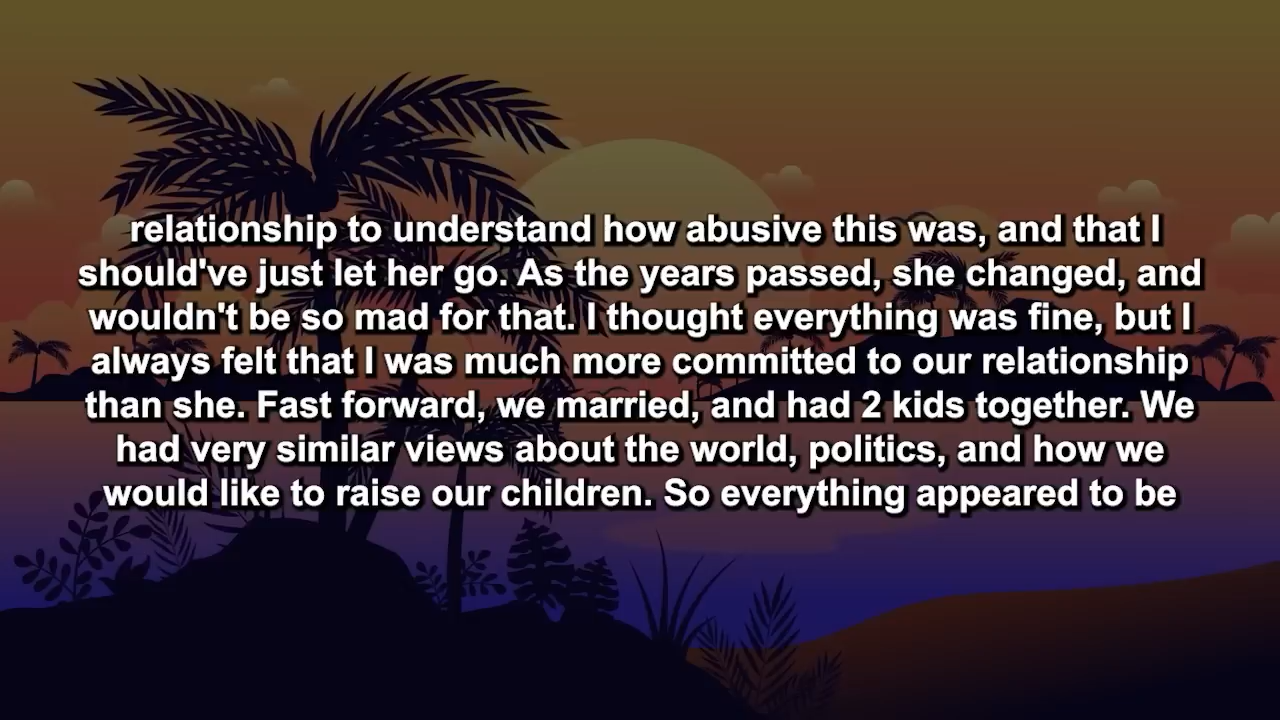 relationship to understand how abusive this was, and that I
should've just let her go. As the years passed, she changed, and
wouldn't be so mad for that. I thought everything was fine, but I
always felt that I was much more committed to our relationship
than she. Fast forward, we married, and had 2 kids together. We
had very similar views about the world, politics, and how we
would like to raise our children. So everything appeared to be